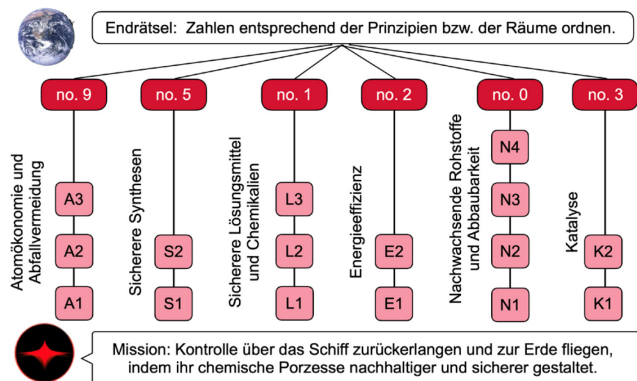 Endrätsel: Zahlen entsprechend der Prinzipien bzw. der Räume ordnen.
no. 9
no. 5
no. 1
no. 2
no. 0
no. 3
Atomökonomie und
Abfallvermeidung
A3
A2
A1
Sicherere Synthesen
S2
S1
Sicherere Lösungsmittel
und Chemikalien
L3
L2
L1
Energieeffizienz
E2
E1
Nachwachsende Rohstoffe
und Abbaubarkeit
N4
N3
N2
N1
Katalyse
K2
K1
Mission: Kontrolle über das Schiff zurückerlangen und zur Erde fliegen,
indem ihr chemische Porzesse nachhaltiger und sicherer gestaltet.